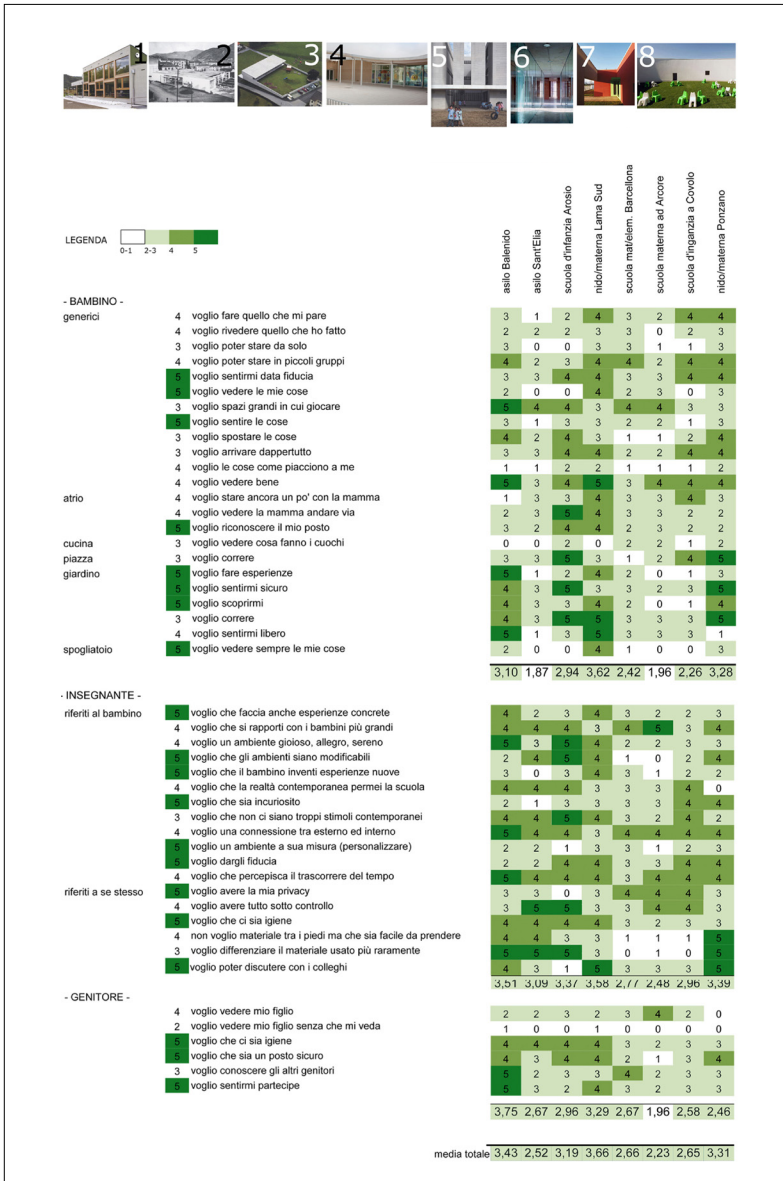 1 2 3 4 5 6 7 8
asilo Balenido
asilo Sant'Elia
scuola d'infanzia Arosio
nido/materna Lama Sud
scuola mat/elem. Barcellona
scuola materna ad Arcore
scuola d'inganzia a Covolo
nido/materna Ponzano
LEGENDA
0-1 2-3 4 5
- BAMBINO -
generici 4 voglio fare quello che mi pare 3 1 2 4 3 2 4 4
4 voglio rivedere quello che ho fatto 2 2 2 3 3 0 2 3
3 voglio poter stare da solo 3 0 0 3 3 1 1 3
4 voglio poter stare in piccoli gruppi 4 2 3 4 4 2 4 4
5 voglio sentirmi data fiducia 3 3 4 4 3 3 4 4
5 voglio vedere le mie cose 2 0 0 4 2 3 0 3
3 voglio spazi grandi in cui giocare 5 4 4 3 4 4 3 3
5 voglio sentire le cose 3 1 3 3 2 2 1 3
3 voglio spostare le cose 4 2 4 3 1 1 2 4
3 voglio arrivare dappertutto 3 3 4 4 2 2 4 4
4 voglio le cose come piacciono a me 1 1 2 2 1 1 1 2
4 voglio vedere bene 5 3 4 5 2 4 4 4
atrio 4 voglio stare ancora un po' con la mamma 1 3 3 4 3 3 4 3
4 voglio vedere la mamma andare via 2 3 5 4 3 3 2 2
5 voglio riconoscere il mio posto 3 2 4 4 2 3 2 2
cucina 3 voglio vedere cosa fanno i cuochi 0 0 2 0 2 2 1 2
piazza 3 voglio correre 3 3 5 3 1 2 4 5
giardino 5 voglio fare esperienze 5 1 2 4 2 0 1 3
5 voglio sentirmi sicuro 4 3 5 3 2 3 3 5
5 voglio scoprirmi 4 3 3 4 2 0 1 4
3 voglio correre 4 3 5 5 3 3 3 5
4 voglio sentirmi libero 5 1 3 5 3 3 3 1
spogliatoio 5 voglio vedere sempre le mie cose 2 0 0 4 1 0 0 3
3,10 1,87 2,94 3,62 2,42 1,96 2,26 3,28
- INSEGNANTE -
riferiti al bambino 5 voglio che faccia anche esperienze concrete 4 2 3 4 3 2 2 3
4 voglio che si rapporti con i bambini più grandi 4 4 4 3 4 5 3 4
4 voglio un ambiente gioioso, allegro, sereno 5 3 5 4 2 2 3 3
5 voglio che gli ambienti siano modificabili 2 4 5 4 1 0 2 4
5 voglio che il bambino inventi esperienze nuove 3 0 3 4 3 1 2 2
4 voglio che la realtà contemporanea permei la scuola 4 4 4 3 3 3 4 0
5 voglio che sia incuriosito 2 1 3 3 3 3 4 4
3 voglio che non ci siano troppi stimoli contemporanei 4 4 5 4 3 2 4 2
4 voglio una connessione tra esterno ed interno 5 4 4 3 4 4 4 4
5 voglio un ambiente a sua misura (personalizzare) 2 2 1 3 3 1 2 3
5 voglio dargli fiducia 2 2 4 4 3 3 4 4
4 voglio che percepisca il trascorrere del tempo 5 4 4 4 3 4 4 4
riferiti a se stesso 5 voglio avere la mia privacy 3 3 0 3 4 4 4 3
4 voglio avere tutto sotto controllo 3 5 5 3 3 4 4 3
5 voglio che ci sia igiene 4 4 4 4 3 2 3 3
4 non voglio materiale tra i piedi ma che sia facile da prendere 4 4 3 3 1 1 1 5
3 voglio differenziare il materiale usato più raramente 5 5 5 3 0 1 0 5
5 voglio poter discutere con i colleghi 4 3 1 5 3 3 3 5
3,51 3,09 3,37 3,58 2,77 2,48 2,96 3,39
- GENITORE -
4 voglio vedere mio figlio 2 2 3 2 3 4 2 0
2 voglio vedere mio figlio senza che mi veda 1 0 0 1 0 0 0 0
5 voglio che ci sia igiene 4 4 4 4 3 2 3 3
5 voglio che sia un posto sicuro 4 3 4 4 2 1 3 4
3 voglio conoscere gli altri genitori 5 2 3 3 4 2 3 3
5 voglio sentirmi partecipe 5 3 2 4 3 3 3 3
3,75 2,67 2,96 3,29 2,67 1,96 2,58 2,46
media totale 3,43 2,52 3,19 3,66 2,66 2,23 2,65 3,31